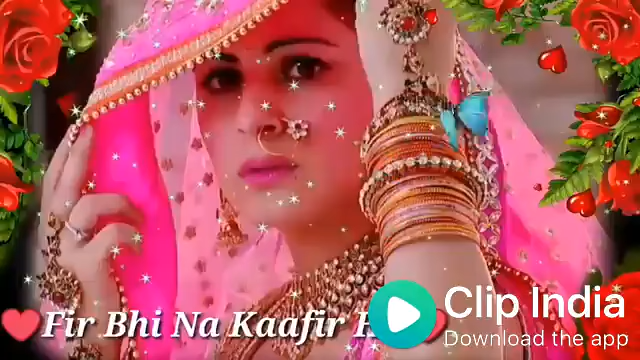 Fir Bhi Na Kaafir
Clip India
Download the app